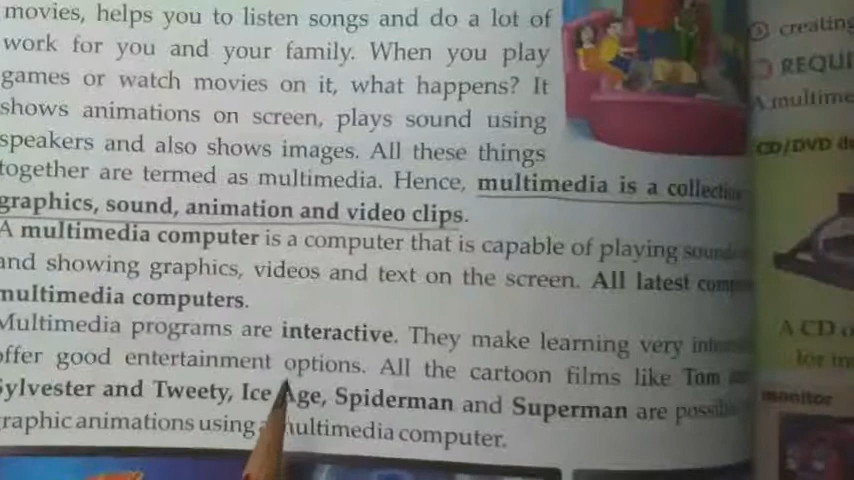 movies, helps you to listen songs and do a lot of
work for you and your family. When you play
games or watch movies on it, what happens? It
shows animations on screen, plays sound using
speakers and also shows images. All these things
together are termed as multimedia. Hence, multimedia is a collection
graphics, sound, animation and video clips.
A multimedia computer is a computer that is capable of playing sound
and showing graphics, videos and text on the screen. All latest comp
multimedia computers.
Multimedia programs are interactive. They make learning very
offer good entertainment options. All the cartoon films like Tom
Sylvester and Tweety, Ice Age, Spiderman and Superman are possible
graphic animations using a multimedia computer.
creating
REQUI
A multime
CD/DVD
A CD
for
monitor